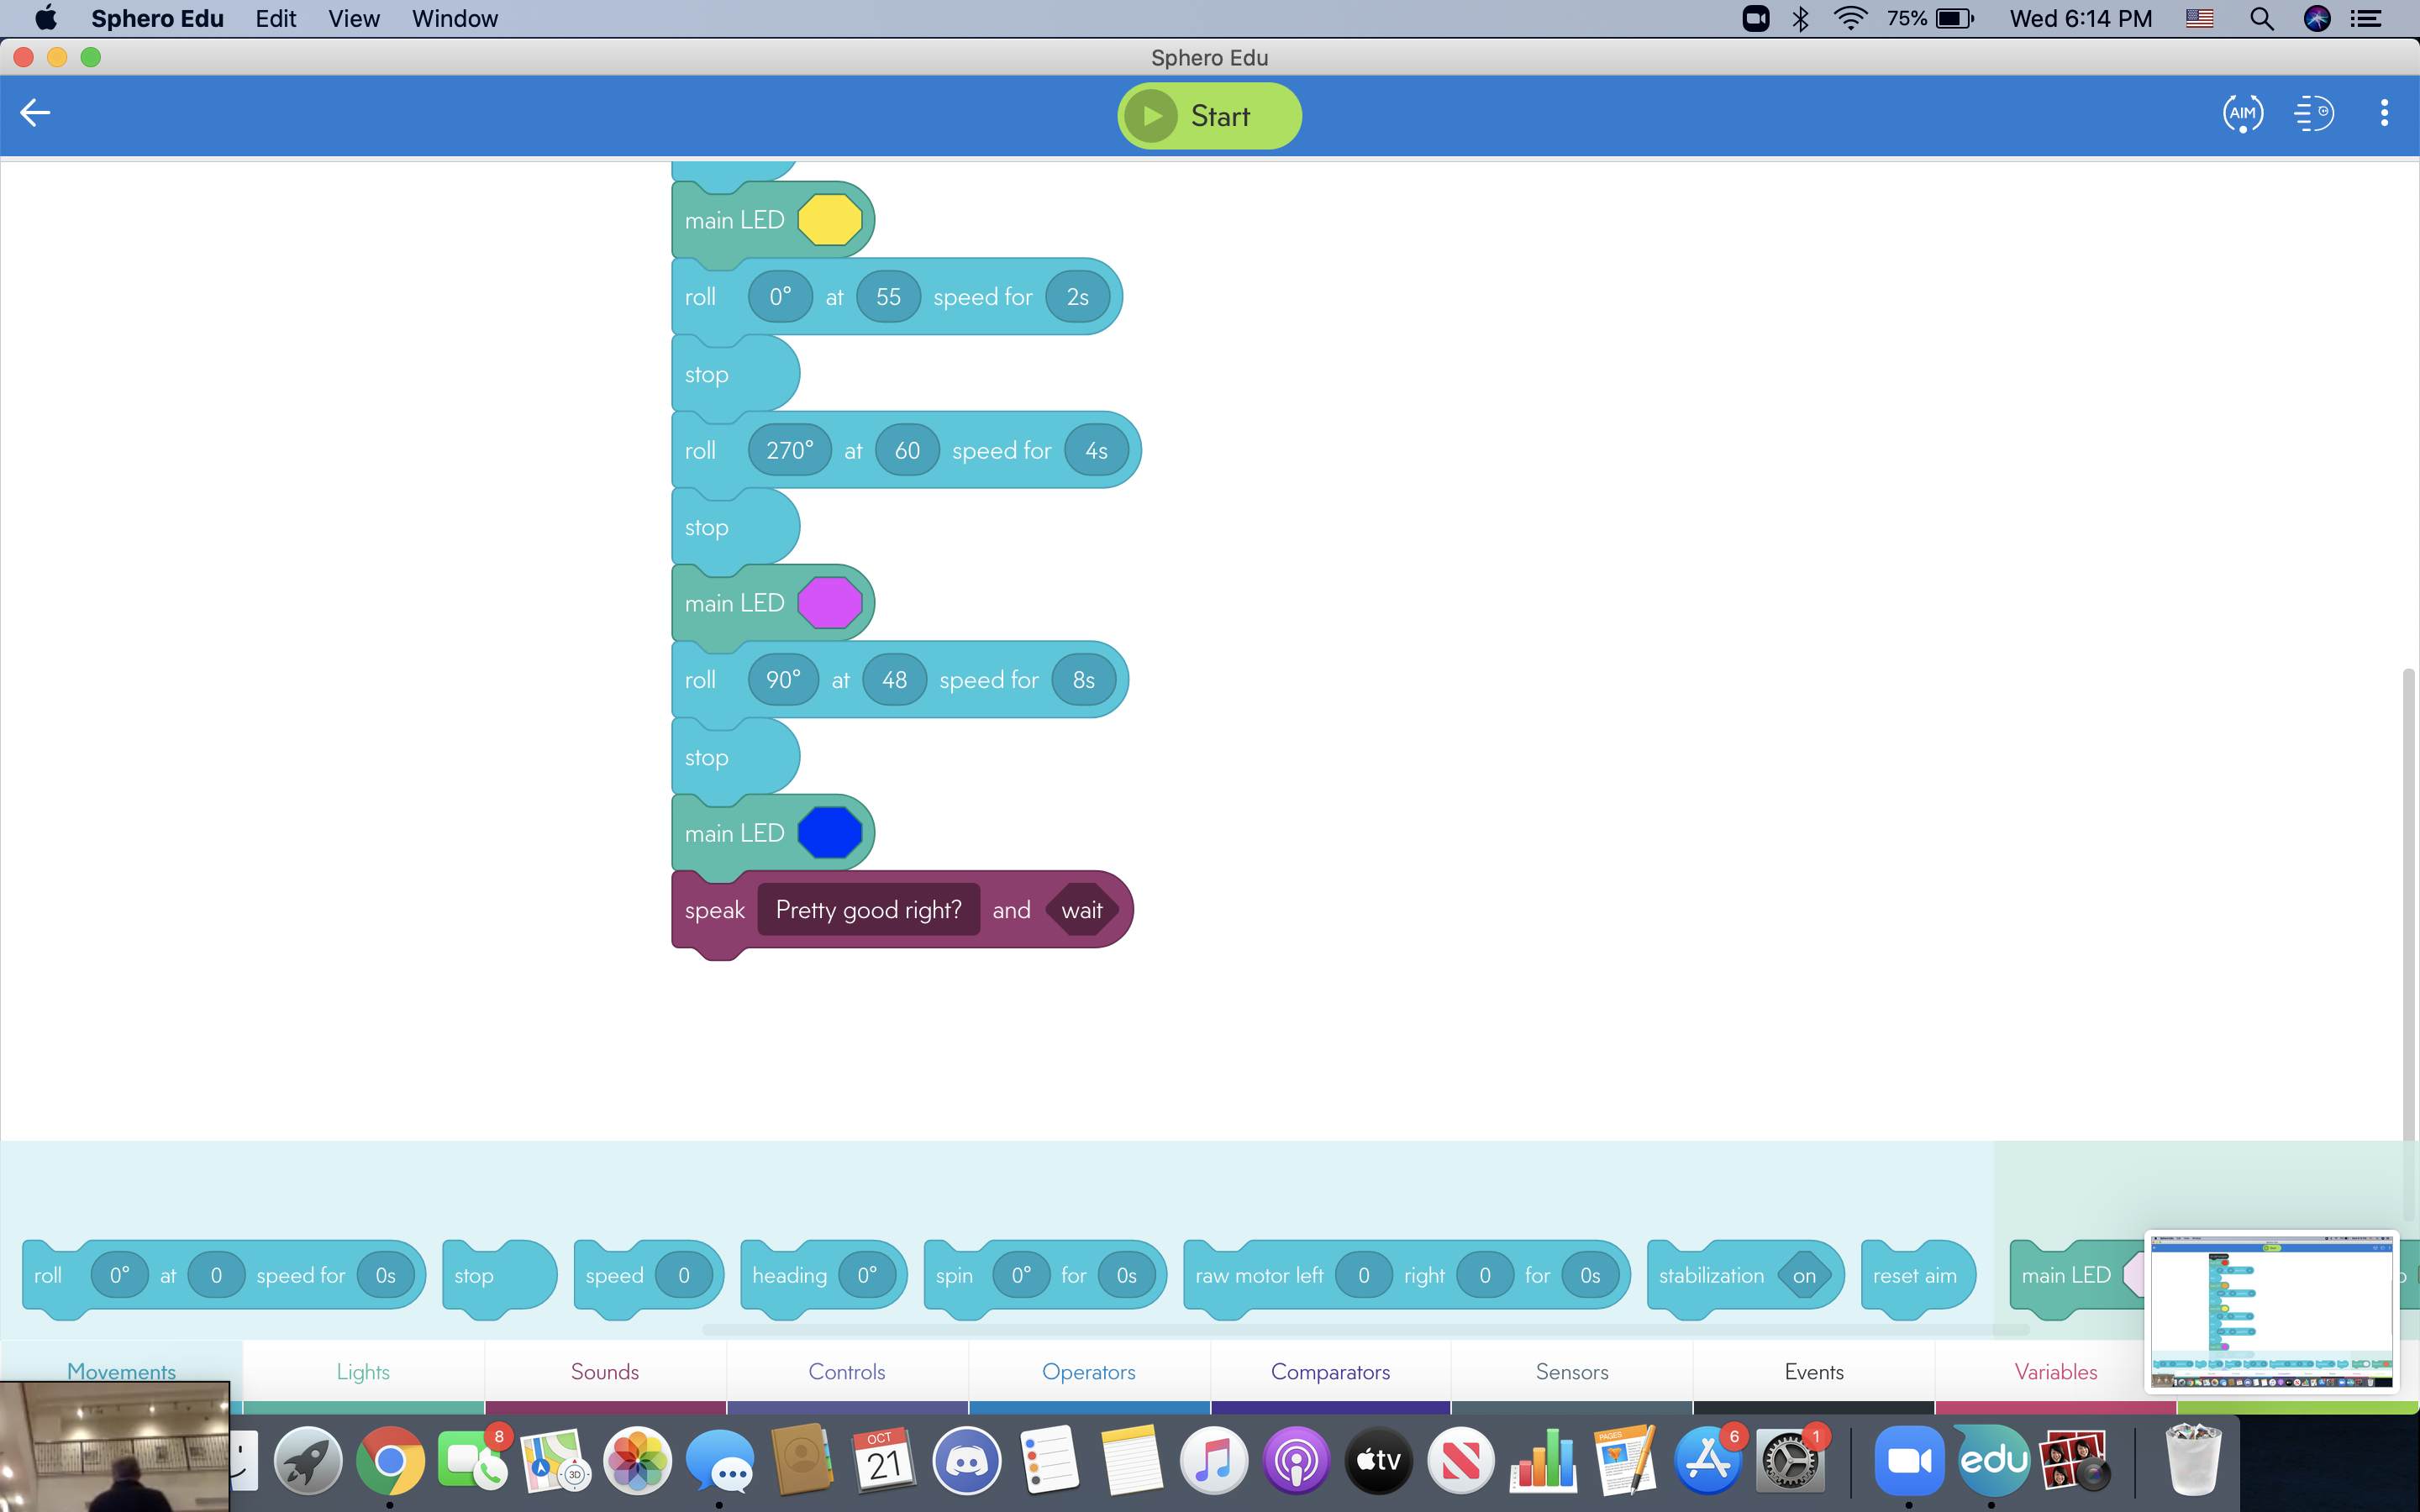 Sphero Edu Edit View Window 75% Wed 6:14 PM
Sphero Edu
Start AIM
main LED
roll 0° at 55 speed for 2s
stop
roll 270° at 60 speed for 4s
stop
main LED
roll 90° at 48 speed for 8s
stop
main LED
speak Pretty good right? and wait
roll 0° at 0 speed for 0s stop speed 0 heading 0° spin 0° for 0s raw motor left 0 right 0 for 0s stabilization on reset aim main LED
Movements Lights Sounds Controls Operators Comparators Sensors Events Variables
8 3D OCT 21 tv PAGES 6 1 edu